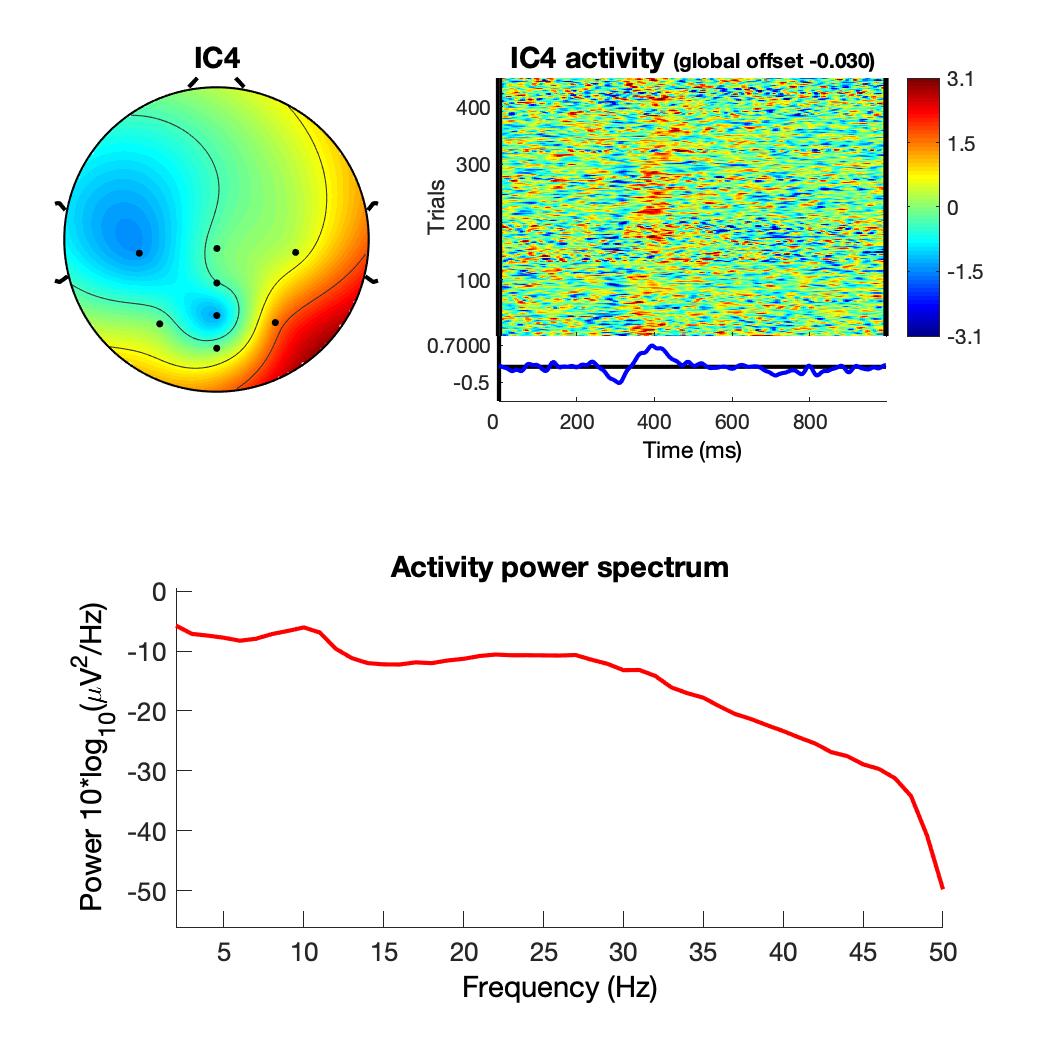 IC4
IC4 activity (global offset -0.030)
Trials
400
300
200
100
3.1
1.5
0
-1.5
-3.1
0.7000
-0.5
0 200 400 600 800
Time (ms)
Activity power spectrum
Power 10*log10(μV2/Hz)
0
-10
-20
-30
-40
-50
5 10 15 20 25 30 35 40 45 50
Frequency (Hz)